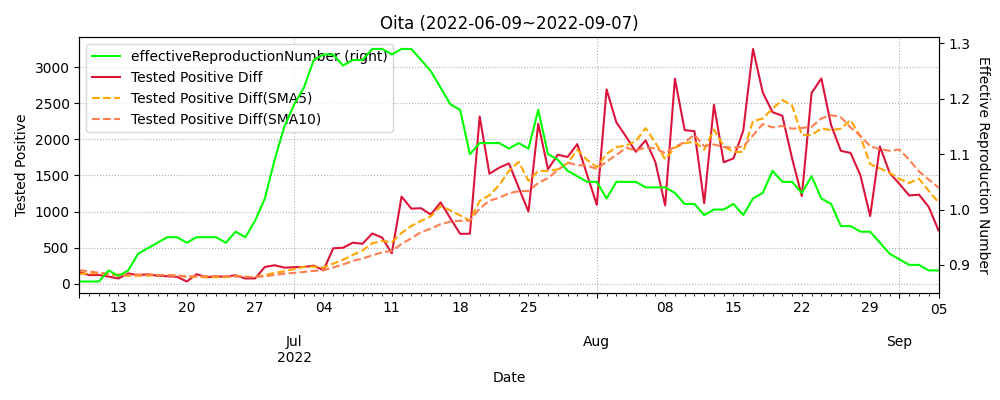 Oita (2022-06-09~2022-09-07)
effectiveReproductionNumber (right)
Tested Positive Diff
Tested Positive Diff(SMA5)
Tested Positive Diff(SMA10)
Tested Positive
3000
2500
2000
1500
1000
500
0
1.3
1.2
1.1
1.0
0.9
Effective Reproduction Number
13 20 27 04 11 18 25 08 15 22 29 05
Jul Aug Sep
2022
Date